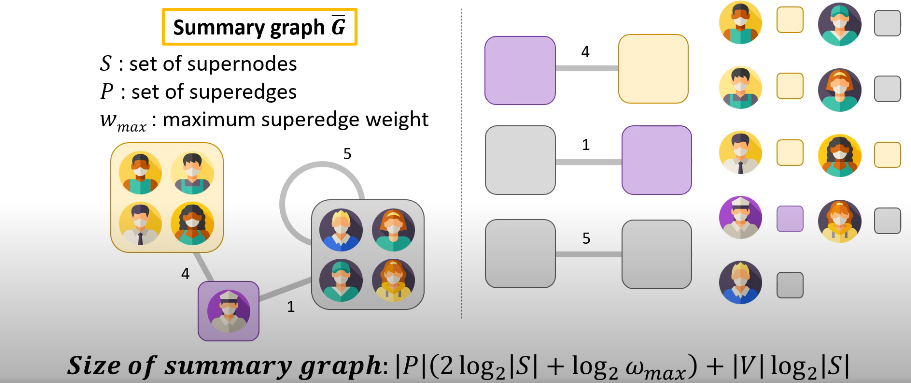 Summary graph G̅
S : set of supernodes
P : set of superedges
w_max : maximum superedge weight
5
4
1
4
1
5
Size of summary graph: |P|(2 log₂|S| + log₂ ω_max) + |V| log₂|S|